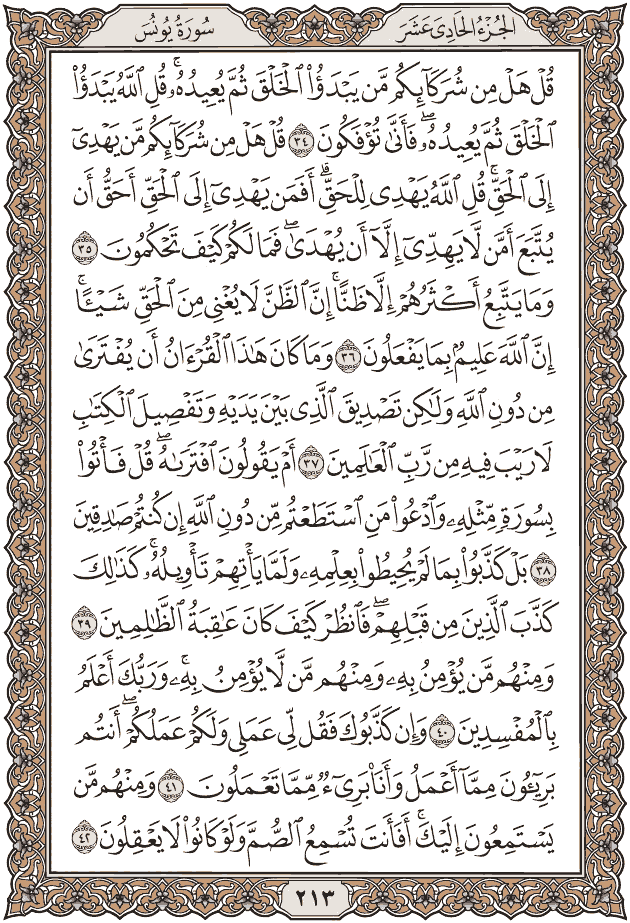 الجزء الحادي عشر
سورة يونس
قُلْ هَلْ مِن شُرَكَآئِكُم مَّن يَبْدَؤُا۟ ٱلْخَلْقَ ثُمَّ يُعِيدُهُۥ ۚ قُلِ ٱللَّهُ يَبْدَؤُا۟
ٱلْخَلْقَ ثُمَّ يُعِيدُهُۥ ۖ فَأَنَّىٰ تُؤْفَكُونَ ٣٤ قُلْ هَلْ مِن شُرَكَآئِكُم مَّن يَهْدِىٓ
إِلَى ٱلْحَقِّ ۚ قُلِ ٱللَّهُ يَهْدِى لِلْحَقِّ ۗ أَفَمَن يَهْدِىٓ إِلَى ٱلْحَقِّ أَحَقُّ أَن
يُتَّبَعَ أَمَّن لَّا يَهِدِّىٓ إِلَّآ أَن يُهْدَىٰ ۖ فَمَا لَكُمْ كَيْفَ تَحْكُمُونَ ٣٥
وَمَا يَتَّبِعُ أَكْثَرُهُمْ إِلَّا ظَنًّا ۚ إِنَّ ٱلظَّنَّ لَا يُغْنِى مِنَ ٱلْحَقِّ شَيْـًٔا ۚ
إِنَّ ٱللَّهَ عَلِيمٌۢ بِمَا يَفْعَلُونَ ٣٦ وَمَا كَانَ هَـٰذَا ٱلْقُرْءَانُ أَن يُفْتَرَىٰ
مِن دُونِ ٱللَّهِ وَلَـٰكِن تَصْدِيقَ ٱلَّذِى بَيْنَ يَدَيْهِ وَتَفْصِيلَ ٱلْكِتَـٰبِ
لَا رَيْبَ فِيهِ مِن رَّبِّ ٱلْعَـٰلَمِينَ ٣٧ أَمْ يَقُولُونَ ٱفْتَرَىٰهُ ۖ قُلْ فَأْتُوا۟
بِسُورَةٍ مِّثْلِهِۦ وَٱدْعُوا۟ مَنِ ٱسْتَطَعْتُم مِّن دُونِ ٱللَّهِ إِن كُنتُمْ صَـٰدِقِينَ
٣٨ بَلْ كَذَّبُوا۟ بِمَا لَمْ يُحِيطُوا۟ بِعِلْمِهِۦ وَلَمَّا يَأْتِهِمْ تَأْوِيلُهُۥ ۚ كَذَٰلِكَ
كَذَّبَ ٱلَّذِينَ مِن قَبْلِهِمْ ۖ فَٱنظُرْ كَيْفَ كَانَ عَـٰقِبَةُ ٱلظَّـٰلِمِينَ ٣٩
وَمِنْهُم مَّن يُؤْمِنُ بِهِۦ وَمِنْهُم مَّن لَّا يُؤْمِنُ بِهِۦ ۚ وَرَبُّكَ أَعْلَمُ
بِٱلْمُفْسِدِينَ ٤٠ وَإِن كَذَّبُوكَ فَقُل لِّى عَمَلِى وَلَكُمْ عَمَلُكُمْ ۖ أَنتُم
بَرِيٓـُٔونَ مِمَّآ أَعْمَلُ وَأَنَا۠ بَرِىٓءٌ مِّمَّا تَعْمَلُونَ ٤١ وَمِنْهُم مَّن
يَسْتَمِعُونَ إِلَيْكَ ۚ أَفَأَنتَ تُسْمِعُ ٱلصُّمَّ وَلَوْ كَانُوا۟ لَا يَعْقِلُونَ ٤٢
٢١٣